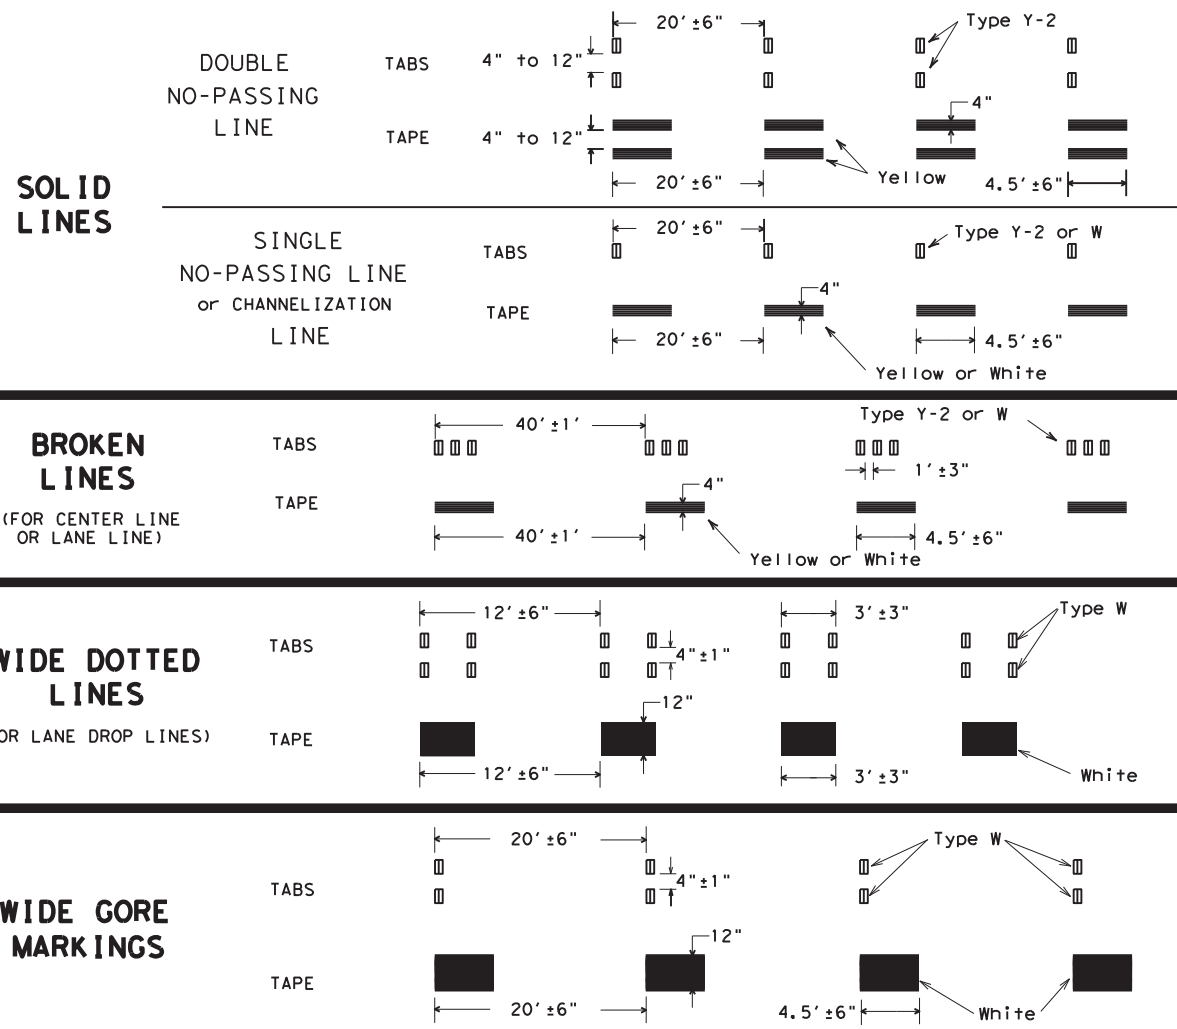 SOLID
LINES
DOUBLE
NO-PASSING
LINE
TABS
4" to 12"
20'±6"
Type Y-2
TAPE
4" to 12"
4"
Yellow
20'±6"
4.5'±6"
SINGLE
NO-PASSING LINE
or CHANNELIZATION
LINE
TABS
20'±6"
Type Y-2 or W
TAPE
4"
20'±6"
4.5'±6"
Yellow or White
BROKEN
LINES
(FOR CENTER LINE
OR LANE LINE)
TABS
40'±1'
Type Y-2 or W
1'±3"
TAPE
4"
40'±1'
4.5'±6"
Yellow or White
WIDE DOTTED
LINES
OR LANE DROP LINES)
TABS
12'±6"
3'±3"
Type W
4"±1"
TAPE
12"
12'±6"
3'±3"
White
WIDE GORE
MARKINGS
TABS
20'±6"
Type W
4"±1"
TAPE
12"
20'±6"
4.5'±6"
White